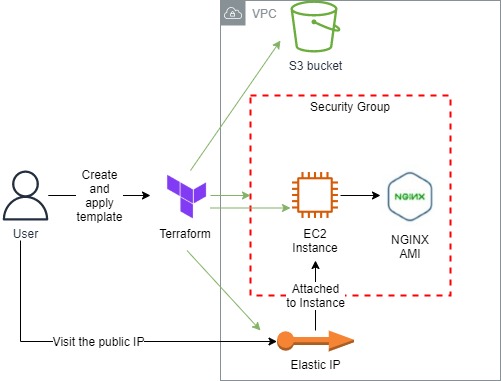 VPC
S3 bucket
Security Group
Create
and
apply
template
User
Terraform
EC2
Instance
NGINX
NGINX
AMI
Attached
to Instance
Visit the public IP
Elastic IP